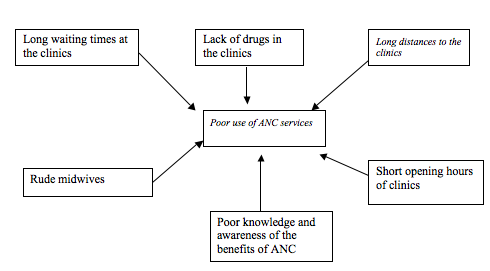 Long waiting times at
the clinics
Lack of drugs in
the clinics
Long distances to the
clinics
Poor use of ANC services
Rude midwives
Short opening hours
of clinics
Poor knowledge and
awareness of the
benefits of ANC